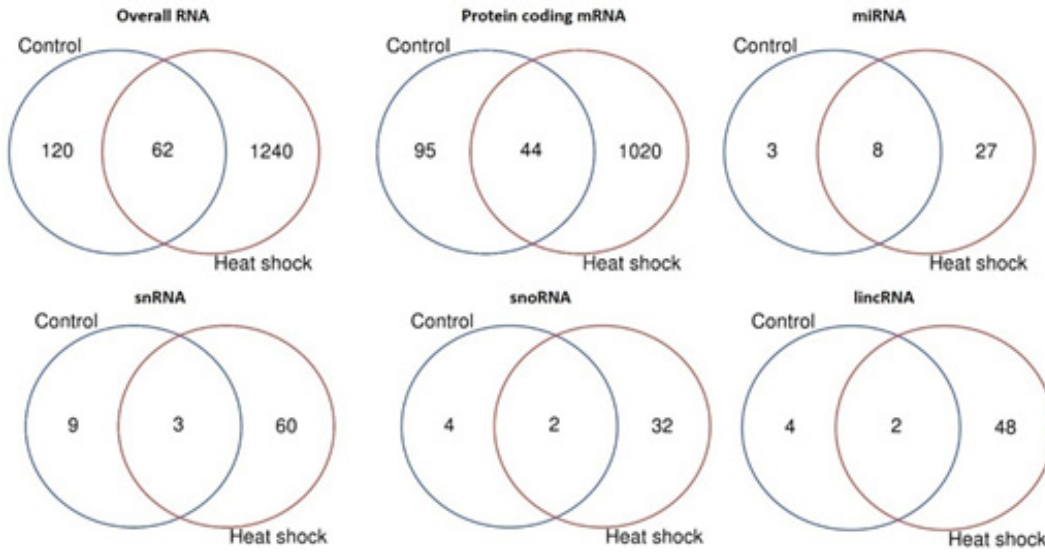 Overall RNA
Control
120
62
1240
Heat shock
Protein coding mRNA
Control
95
44
1020
Heat shock
miRNA
Control
3
8
27
Heat shock
snRNA
Control
9
3
60
Heat shock
snoRNA
Control
4
2
32
Heat shock
lincRNA
Control
4
2
48
Heat shock